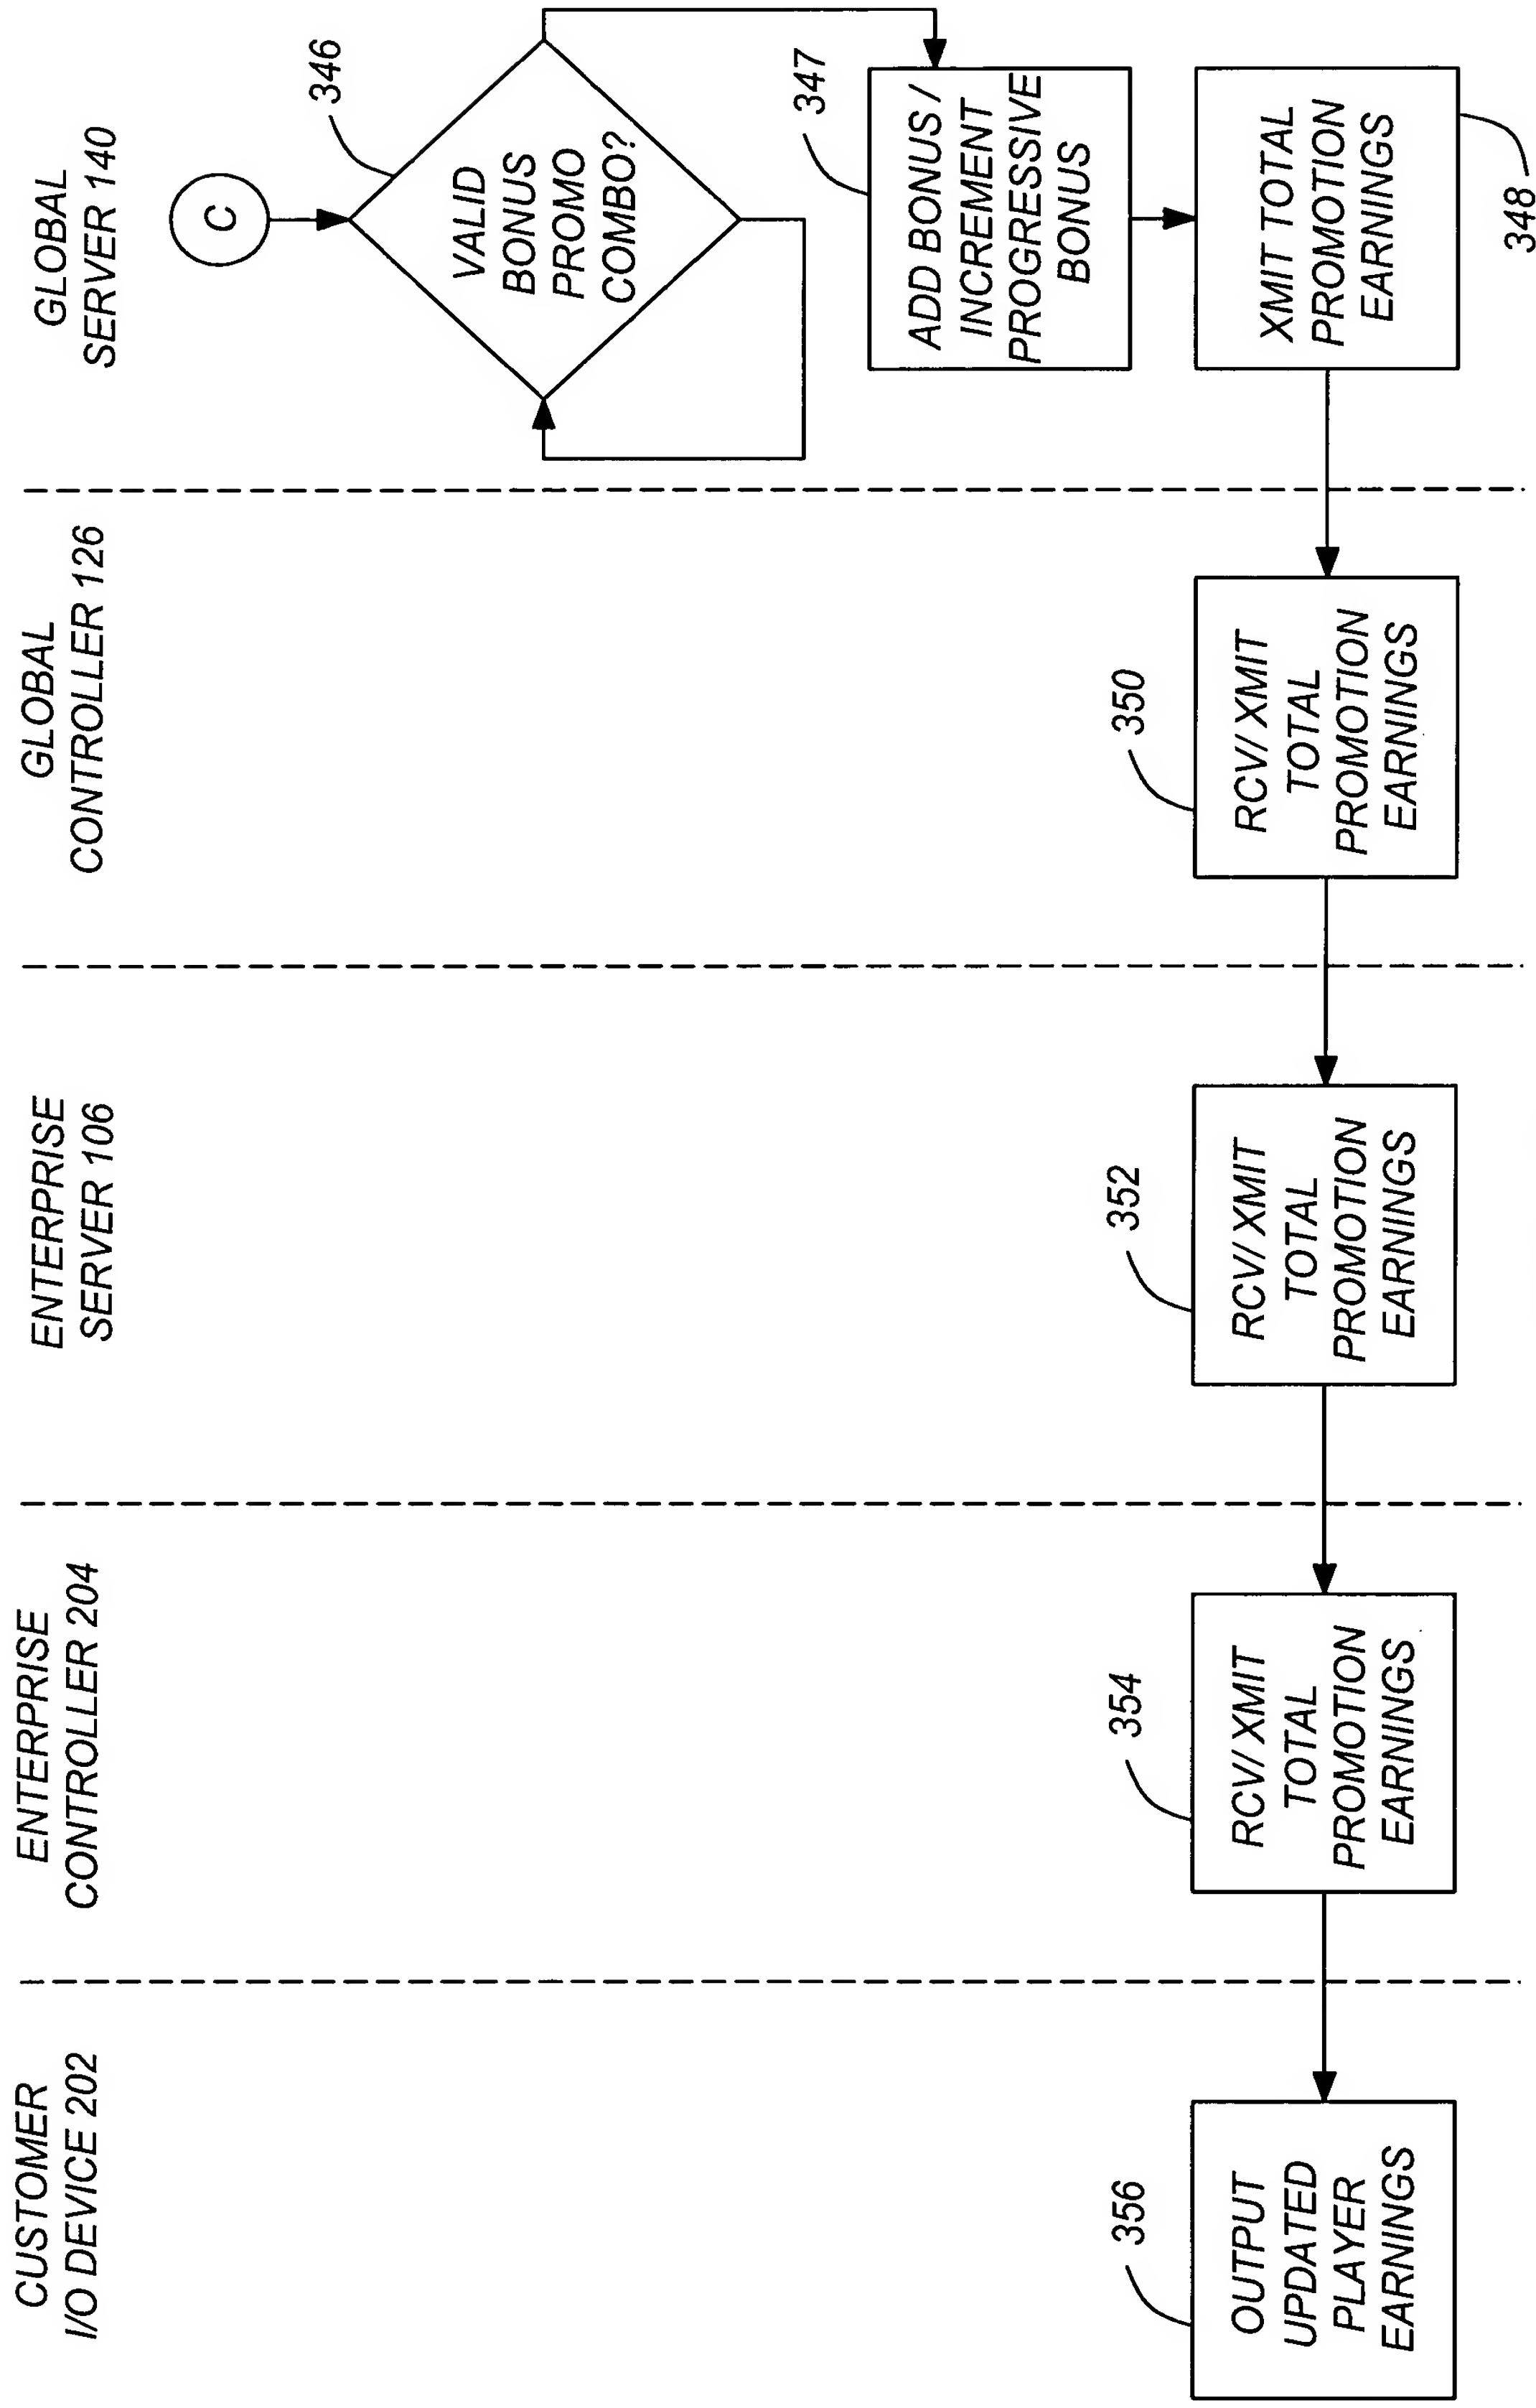 CUSTOMER
I/O DEVICE 202
ENTERPRISE
CONTROLLER 204
ENTERPRISE
SERVER 106
GLOBAL
CONTROLLER 126
GLOBAL
SERVER 140
C
346
VALID
BONUS
PROMO
COMBO?
347
ADD BONUS /
INCREMENT
PROGRESSIVE
BONUS
356
OUTPUT
UPDATED
PLAYER
EARNINGS
354
RCV/ XMIT
TOTAL
PROMOTION
EARNINGS
352
RCV/ XMIT
TOTAL
PROMOTION
EARNINGS
350
RCV/ XMIT
TOTAL
PROMOTION
EARNINGS
XMIT TOTAL
PROMOTION
EARNINGS
348